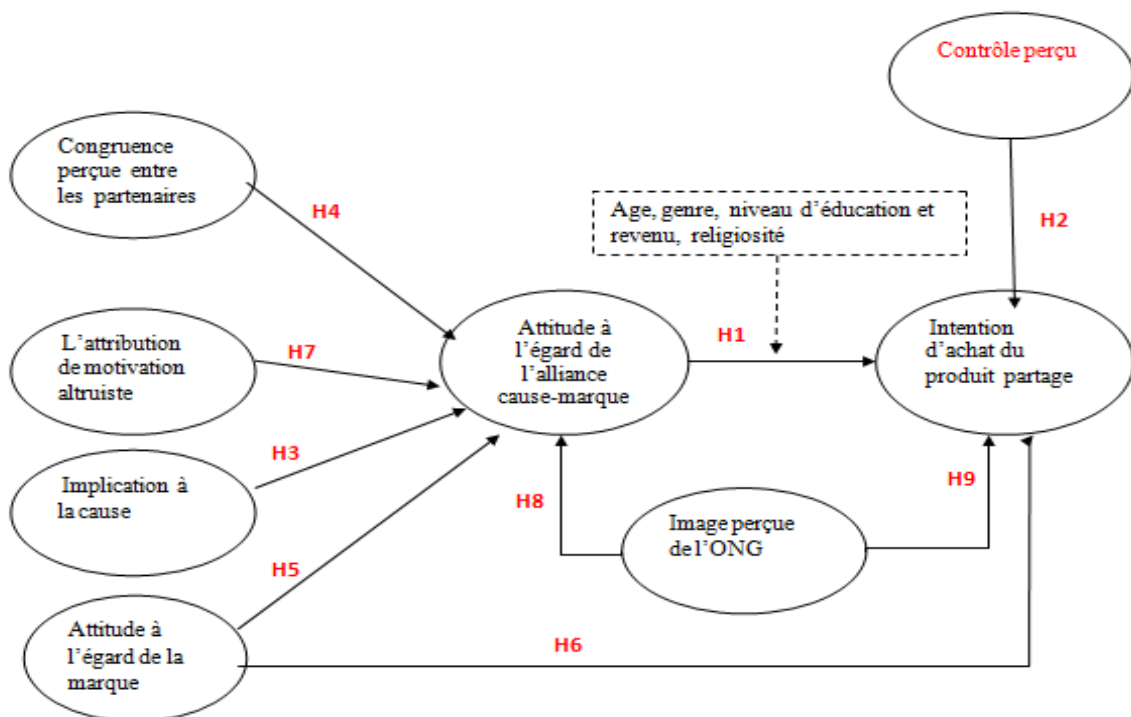 Contrôle perçu
Congruence
perçue entre
les partenaires
H4
Age, genre, niveau d'éducation et
revenu, religiosité
H2
L'attribution
de motivation
altruiste
H7
Attitude à
l'égard de
l'alliance
cause-marque
H1
Intention
d'achat du
produit partage
H3
Implication à
la cause
H8
Image perçue
de l'ONG
H9
H5
Attitude à
l'égard de la
marque
H6